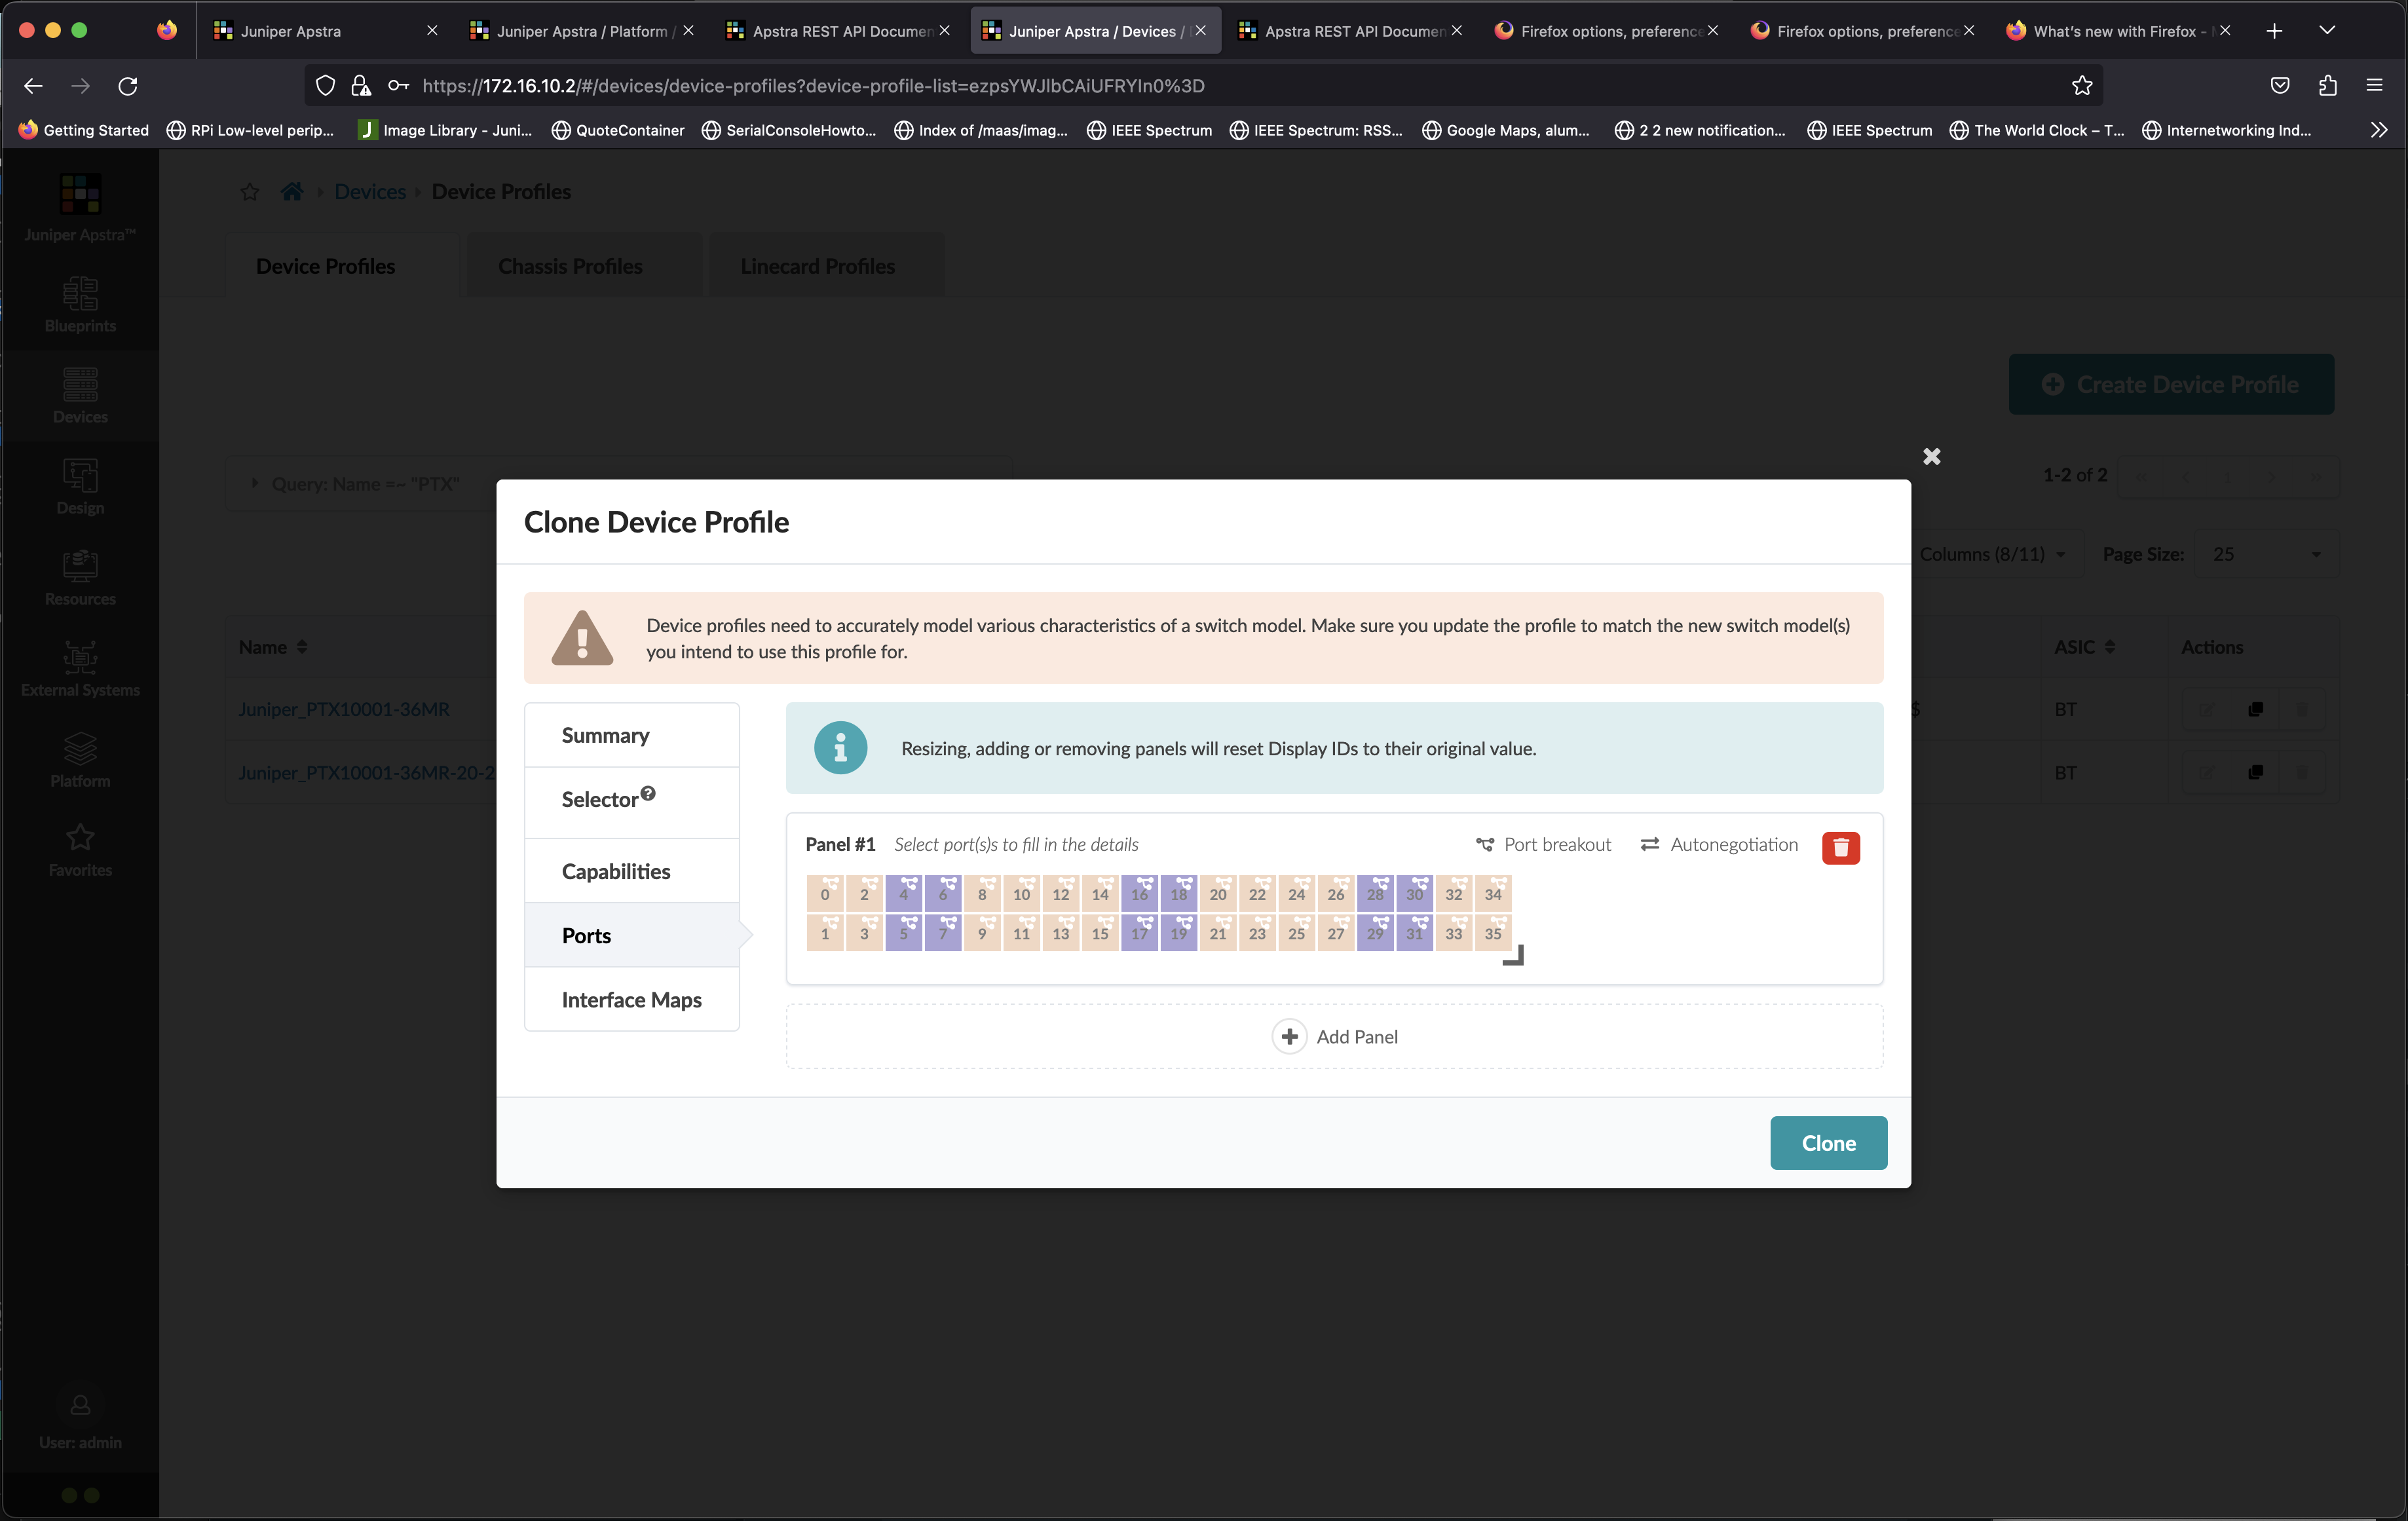 Juniper Apstra
Juniper Apstra / Platform /
Apstra REST API Documen
Juniper Apstra / Devices /
Apstra REST API Documen
Firefox options, preference
Firefox options, preference
What's new with Firefox -
https://172.16.10.2/#/devices/device-profiles?device-profile-list=ezpsYWJlbCAiUFRYIn0%3D
Getting Started
RPi Low-level perip...
Image Library - Juni...
QuoteContainer
SerialConsoleHowto...
Index of /maas/imag...
IEEE Spectrum
IEEE Spectrum: RSS...
Google Maps, alum...
2 2 new notification...
IEEE Spectrum
The World Clock – T...
Internetworking Ind...
Juniper Apstra™
Blueprints
Devices
Design
Resources
External Systems
Platform
Favorites
User: admin
Devices
Device Profiles
Device Profiles
Chassis Profiles
Linecard Profiles
Create Device Profile
Query: Name =~ "PTX"
1-2 of 2
Columns (8/11)
Page Size:
25
Name
ASIC
Actions
Juniper_PTX10001-36MR
$
BT
Juniper_PTX10001-36MR-20-2
BT
Clone Device Profile
Device profiles need to accurately model various characteristics of a switch model. Make sure you update the profile to match the new switch model(s)
you intend to use this profile for.
Summary
Selector
Capabilities
Ports
Interface Maps
Resizing, adding or removing panels will reset Display IDs to their original value.
Panel #1 Select port(s)s to fill in the details
Port breakout
Autonegotiation
0 2 4 6 8 10 12 14 16 18 20 22 24 26 28 30 32 34
1 3 5 7 9 11 13 15 17 19 21 23 25 27 29 31 33 35
Add Panel
Clone